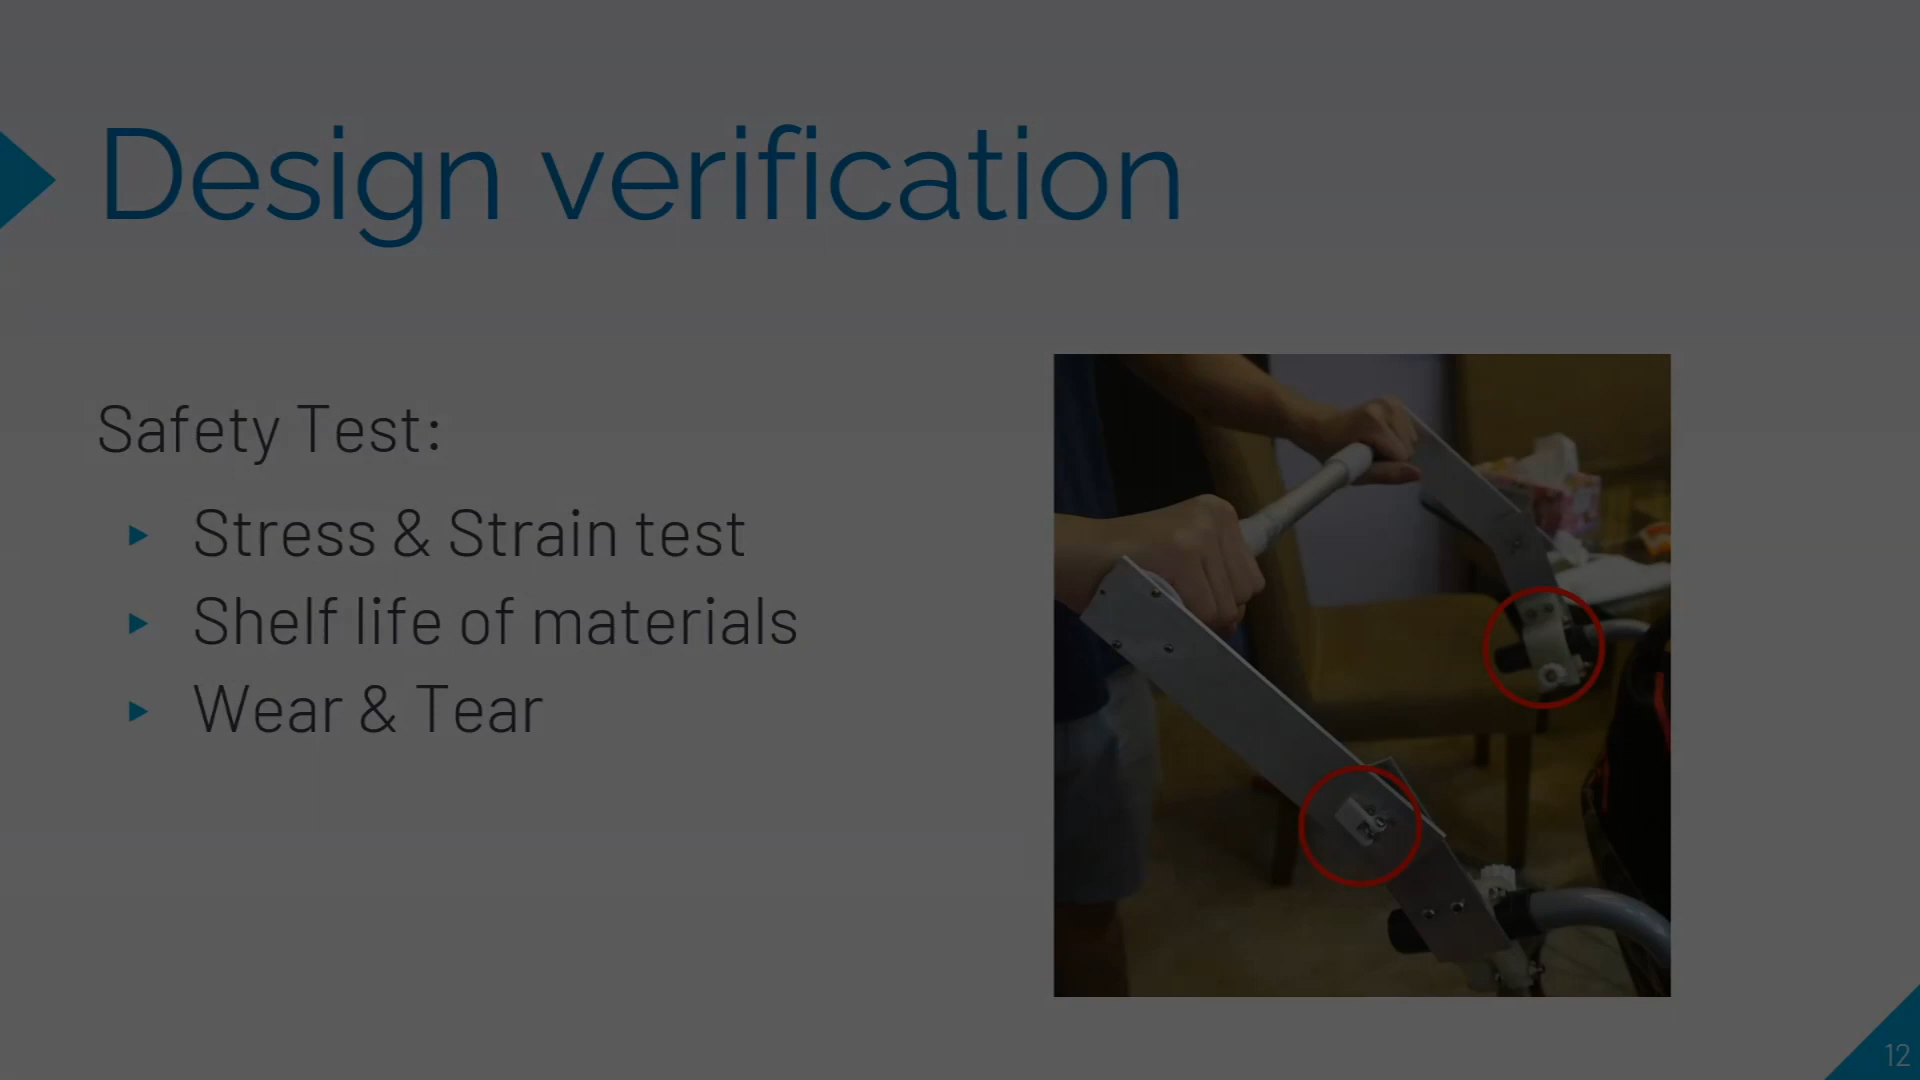 Design verification
Safety Test:
Stress & Strain test
Shelf life of materials
Wear & Tear
12